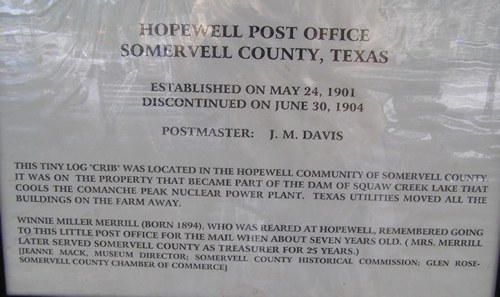 HOPEWELL POST OFFICE
SOMERVELL COUNTY, TEXAS
ESTABLISHED ON MAY 24, 1901
DISCONTINUED ON JUNE 30, 1904
POSTMASTER: J. M. DAVIS
THIS TINY LOG "CRIB" WAS LOCATED IN THE HOPEWELL COMMUNITY OF SOMERVELL COUNTY.
IT WAS ON THE PROPERTY THAT BECAME PART OF THE DAM OF SQUAW CREEK LAKE THAT
COOLS THE COMANCHE PEAK NUCLEAR POWER PLANT. TEXAS UTILITIES MOVED ALL THE
BUILDINGS ON THE FARM AWAY.
WINNIE MILLER MERRILL (BORN 1894), WHO WAS REARED AT HOPEWELL, REMEMBERED GOING
TO THIS LITTLE POST OFFICE FOR THE MAIL WHEN ABOUT SEVEN YEARS OLD. ( MRS. MERRILL
LATER SERVED SOMERVELL COUNTY AS TREASURER FOR 25 YEARS.)
[JEANNE MACK, MUSEUM DIRECTOR; SOMERVELL COUNTY HISTORICAL COMMISSION; GLEN ROSE-
SOMERVELL COUNTY CHAMBER OF COMMERCE]